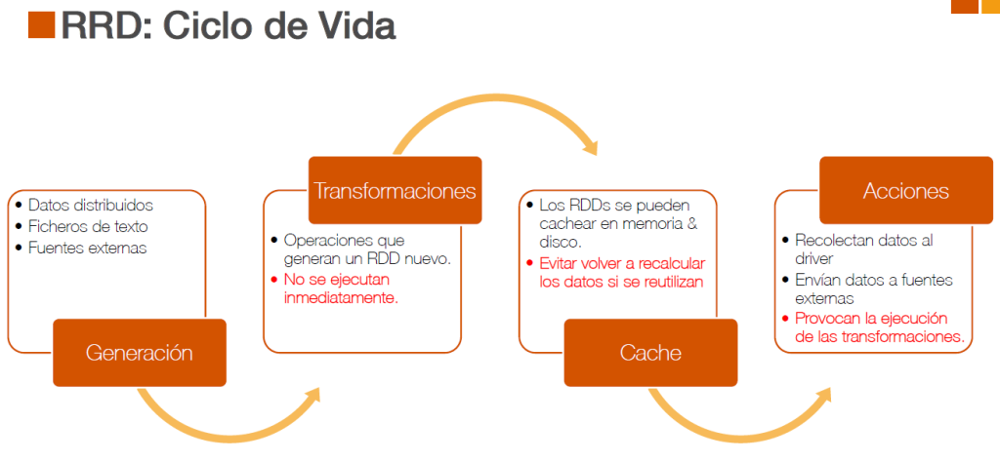 RRD: Ciclo de Vida
• Datos distribuidos
• Ficheros de texto
• Fuentes externas
Generación
Transformaciones
• Operaciones que
generan un RDD nuevo.
• No se ejecutan
inmediatamente.
• Los RDDs se pueden
cachear en memoria &
disco.
• Evitar volver a recalcular
los datos si se reutilizan
Cache
Acciones
• Recolectan datos al
driver
• Envían datos a fuentes
externas
• Provocan la ejecución
de las transformaciones.